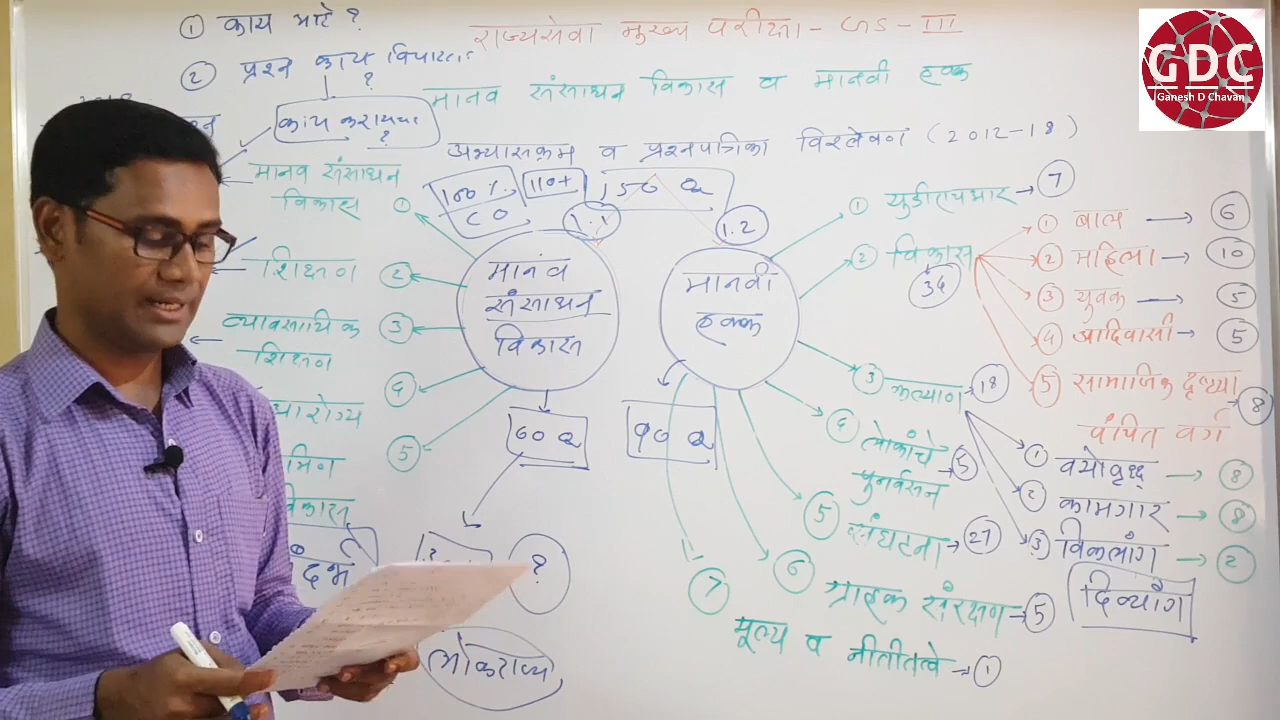 ① काय माटे ?
राज्यसेवा मुख्य परीक्षा - GS - III
GDC
Ganesh D Chavan
② प्रश्न काय
?
मानव संसाधन विकास व मानवी हक्क
काय करायचा
?
अभ्यासक्रम व प्रश्नपत्रिका विश्लेषण (2012-18)
मानव संसाधन
विकास ①
100%
110+
150 Q
1.1
1.2
मानव
संसाधन
विकास
मानवी
हक्क
शिक्षण ②
व्यावसायिक ③
शिक्षण
④
⑤
60 Q
90 Q
?
लोकराज्य
① युडीएचआर → 7
② विकास
34
① बाल → 6
② महिला → 10
③ युवक → 5
④ आदिवासी → 5
⑤ सामाजिक दृष्ट्या
वंचित वर्ग → 8
③ कल्याण → 18
① वयोवृध्द → 8
② कामगार → 8
③ विकलांग → 2
दिव्यांग
④ लोकांचे
पुनर्वसन → 5
⑤ संघटना → 27
⑥ ग्राहक संरक्षण → 5
⑦ मूल्य व नीतीतत्वे → 1